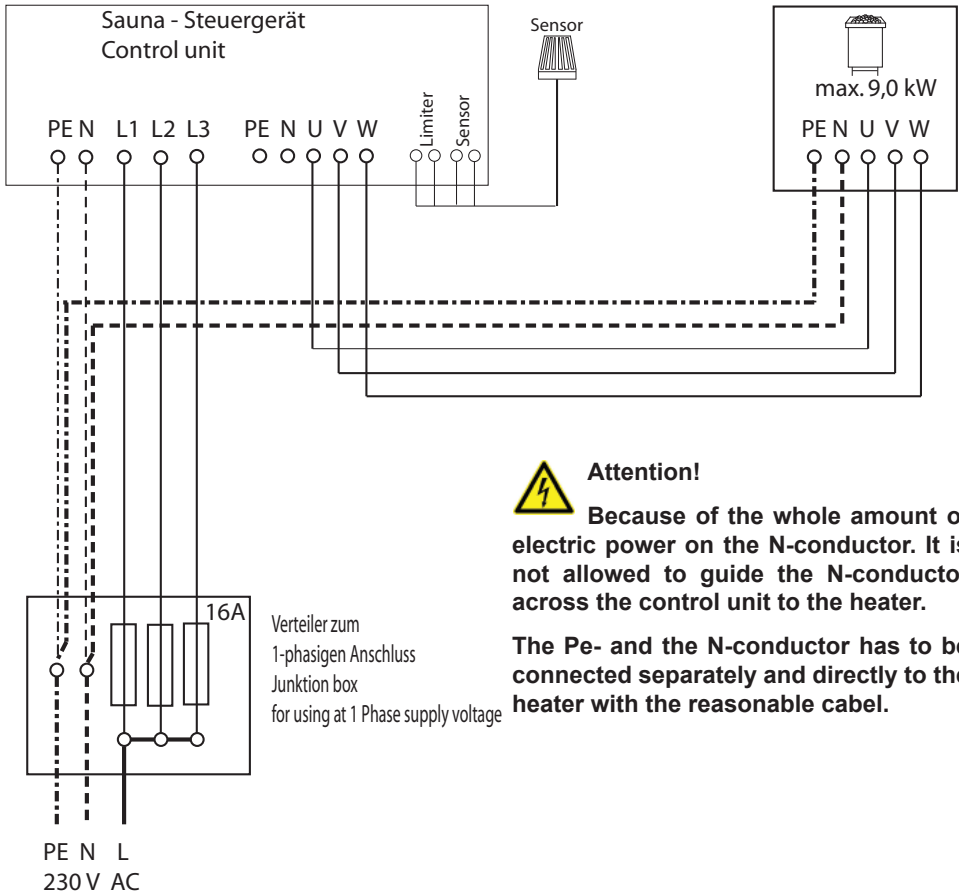 Sauna - Steuergerät
Control unit
PE N L1 L2 L3 PE N U V W
Limiter
Sensor
Sensor
max. 9,0 kW
PE N U V W
Attention!
Because of the whole amount o
electric power on the N-conductor. It is
not allowed to guide the N-conducto
across the control unit to the heater.
The Pe- and the N-conductor has to be
connected separately and directly to the
heater with the reasonable cabel.
16A
Verteiler zum
1-phasigen Anschluss
Junktion box
for using at 1 Phase supply voltage
PE N L
230 V AC